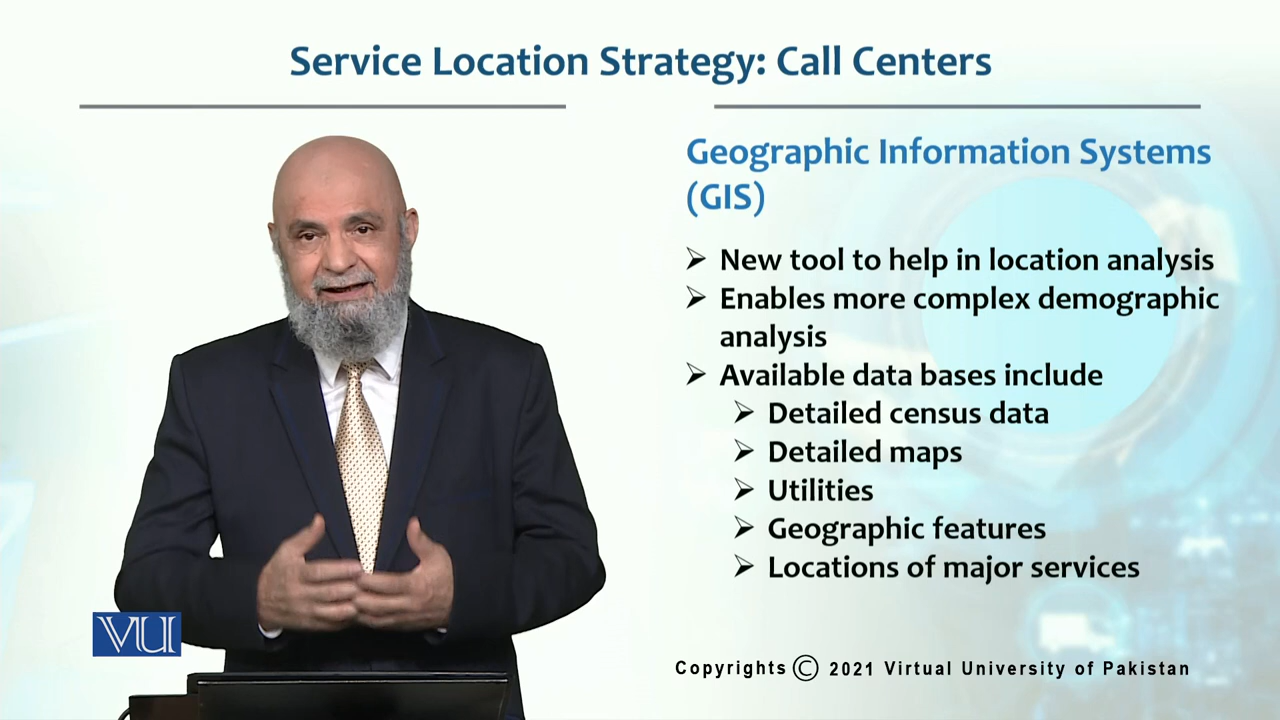 Service Location Strategy: Call Centers
Geographic Information Systems
(GIS)
New tool to help in location analysis
Enables more complex demographic
analysis
Available data bases include
Detailed census data
Detailed maps
Utilities
Geographic features
Locations of major services
VU
Copyrights © 2021 Virtual University of Pakistan